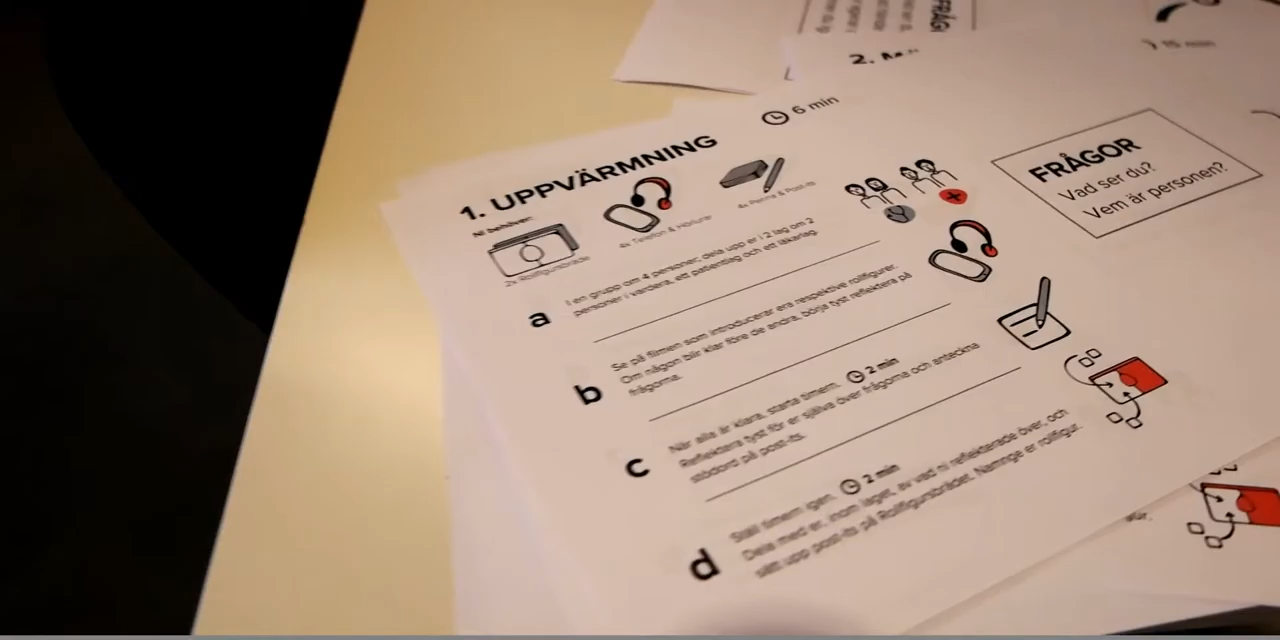 FRÅG
2.
15 min
6 min
1. UPPVÄRMNING
Ni behöver:
2x Rollfigursbräde
4x Telefon & Hörlurar
4x Penna & Post-its
FRÅGOR
Vad ser du?
Vem är personen?
a
I en grupp om 4 personer, dela upp er i 2 lag om 2
personer i vardera, ett patientlag och ett läkarlag.
b
Se på filmen som introducerar era respektive rollfigurer.
Om någon blir klar före de andra, börja tyst reflektera på
frågorna.
c
När alla är klara, starta timern. 2 min
Reflektera tyst för er själva över frågorna och anteckna
stödord på post-its.
d
Ställ timern igen. 2 min
Dela med er, inom laget, av vad ni reflekterade över, och
sätt upp post-its på Rollfigursbrädet. Namnge er rollfigur.